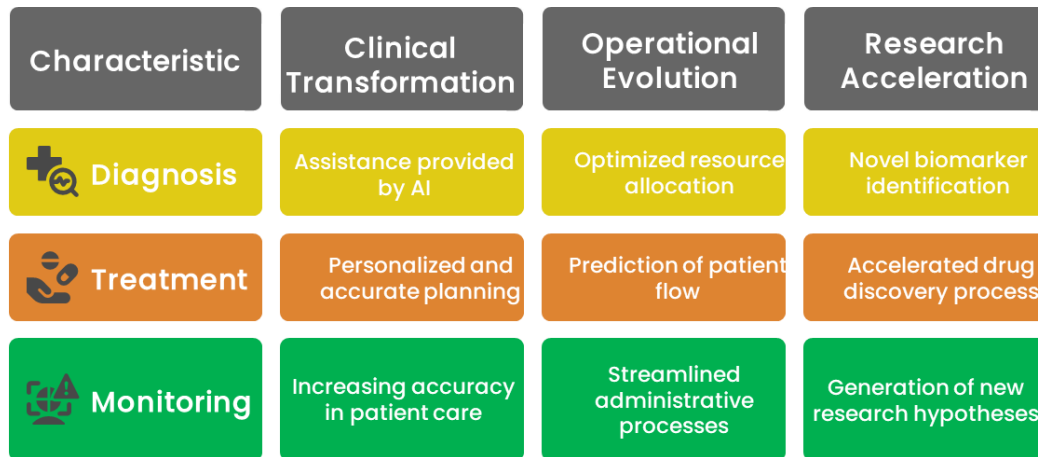 Characteristic
Clinical
Transformation
Operational
Evolution
Research
Acceleration
Diagnosis
Assistance provided
by AI
Optimized resource
allocation
Novel biomarker
identification
Treatment
Personalized and
accurate planning
Prediction of patient
flow
Accelerated drug
discovery process
Monitoring
Increasing accuracy
in patient care
Streamlined
administrative
processes
Generation of new
research hypotheses